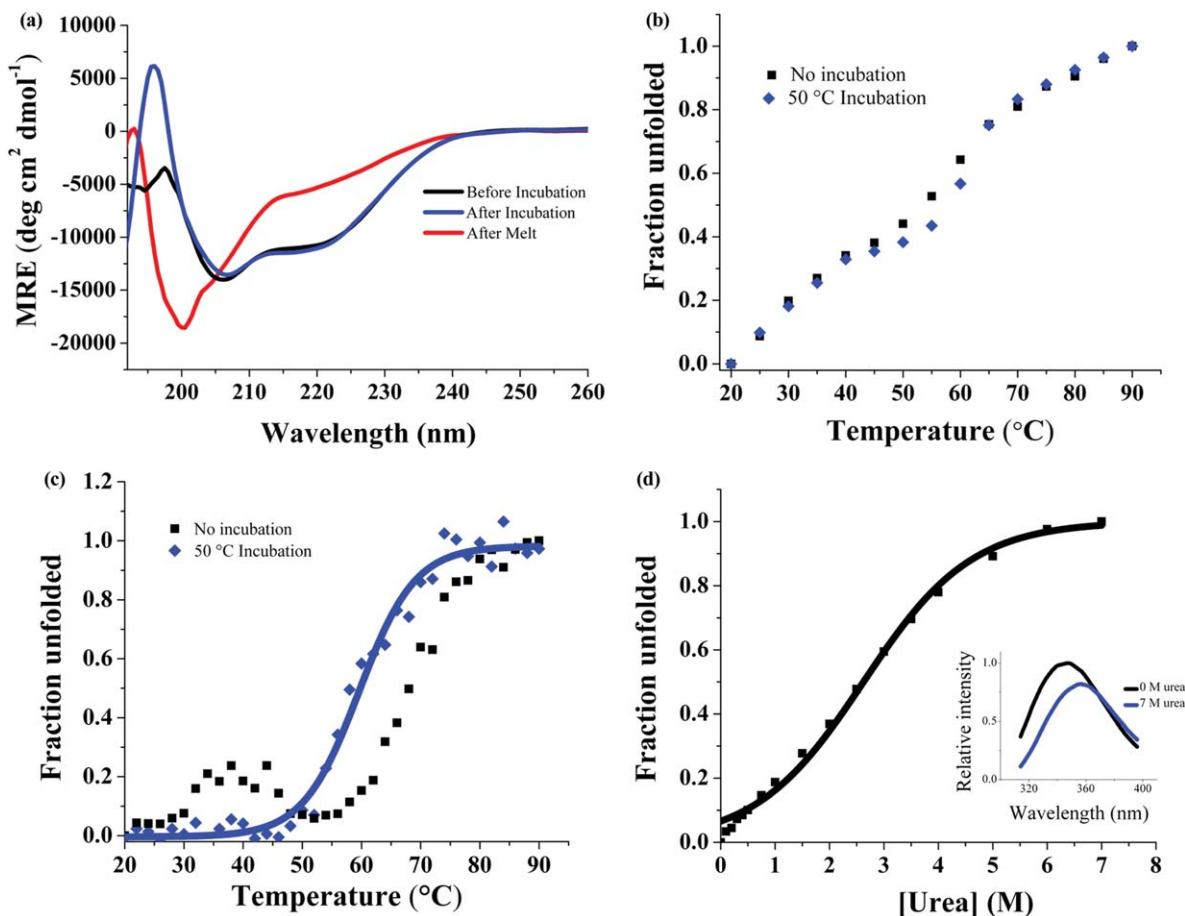 (a)
10000
5000
0
-5000
-10000
-15000
-20000
MRE (deg cm² dmol⁻¹)
Before Incubation
After Incubation
After Melt
200
210
220
230
240
250
260
Wavelength (nm)
(b)
1.0
0.8
0.6
0.4
0.2
0.0
Fraction unfolded
No incubation
50 °C Incubation
20
30
40
50
60
70
80
90
Temperature (°C)
(c)
1.2
1.0
0.8
0.6
0.4
0.2
0.0
Fraction unfolded
No incubation
50 °C Incubation
20
30
40
50
60
70
80
90
Temperature (°C)
(d)
1.0
0.8
0.6
0.4
0.2
0.0
Fraction unfolded
Relative intensity
1.0
0.5
0.0
0 M urea
7 M urea
320
360
400
Wavelength (nm)
0
1
2
3
4
5
6
7
8
[Urea] (M)